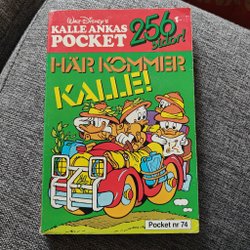 Walt Disney's
KALLE ANKAS
POCKET
256
sidor!
HÄR KOMMER
KALLE!
Pocket nr 74